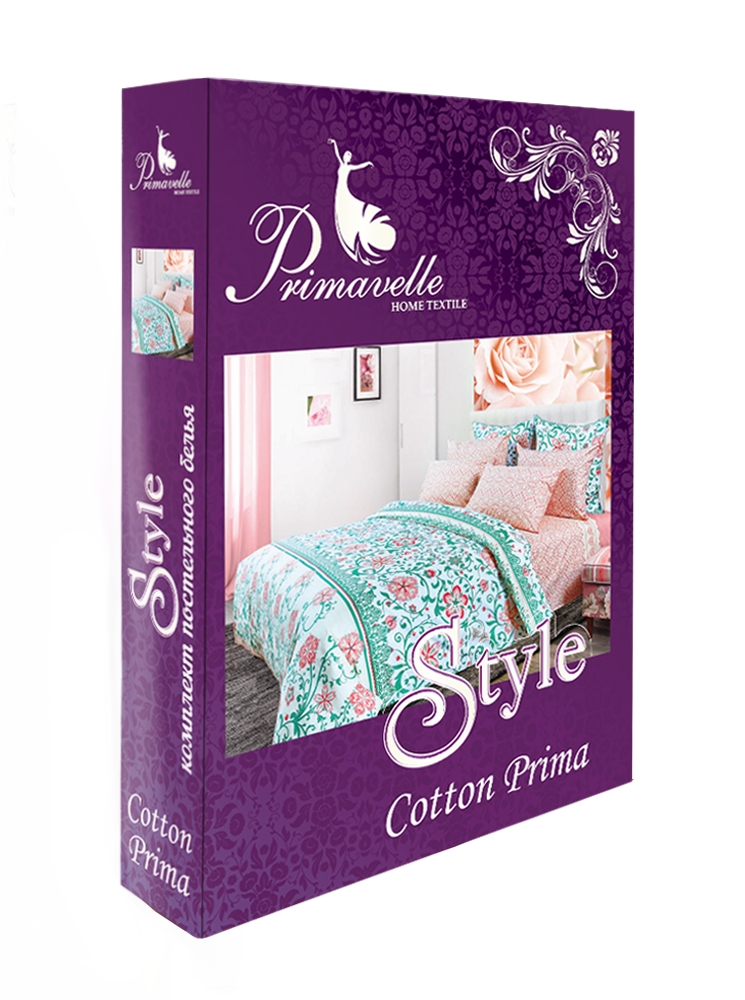 Primavelle
HOME TEXTILE
Style
комплект постельного белья
Cotton
Prima
Primavelle
HOME TEXTILE
Style
Cotton Prima